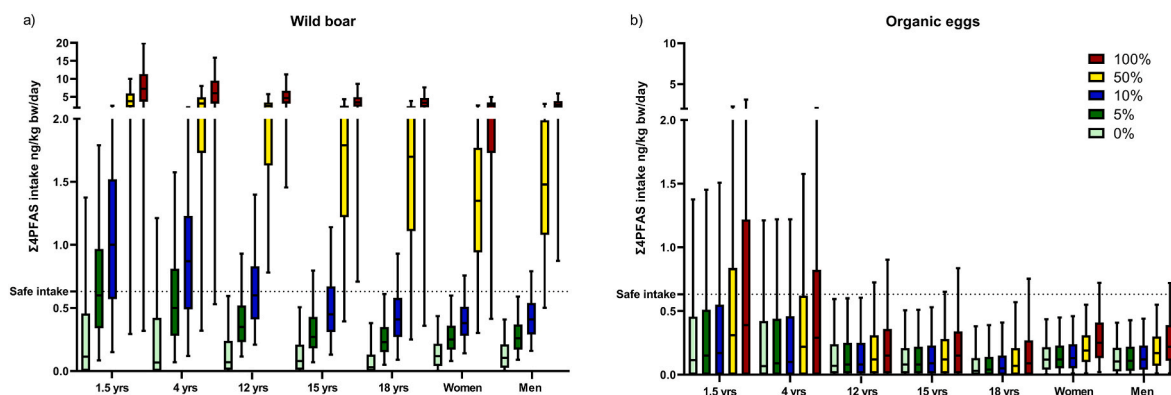 a)
Wild boar
Σ4PFAS intake ng/kg bw/day
20
15
10
5
2.0
1.5
1.0
Safe intake
0.5
0.0
1.5 yrs
4 yrs
12 yrs
15 yrs
18 yrs
Women
Men
b)
Organic eggs
Σ4PFAS intake ng/kg bw/day
10
5
2.0
1.5
1.0
Safe intake
0.5
0.0
1.5 yrs
4 yrs
12 yrs
15 yrs
18 yrs
Women
Men
100%
50%
10%
5%
0%